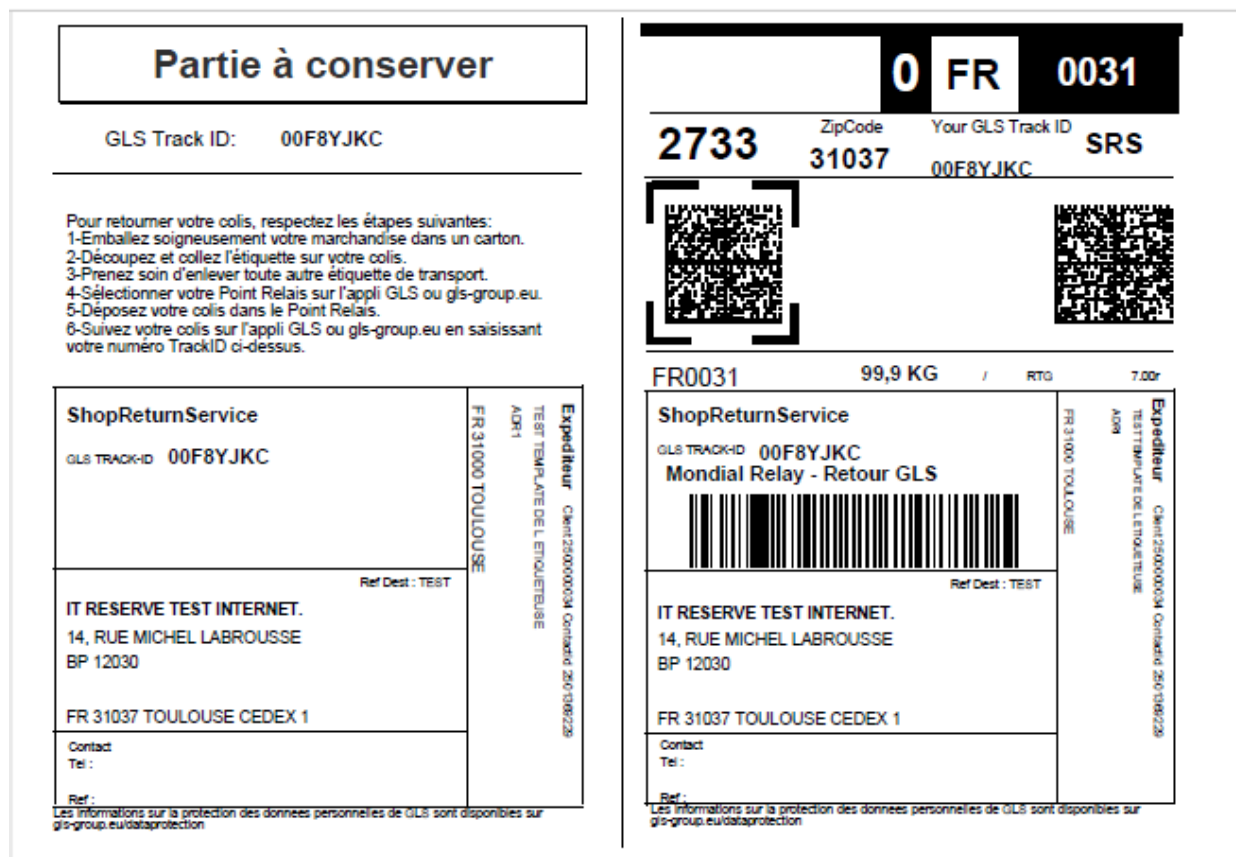 Partie à conserver
GLS Track ID: 00F8YJKC
Pour retourner votre colis, respectez les étapes suivantes:
1-Emballez soigneusement votre marchandise dans un carton.
2-Découpez et collez l'étiquette sur votre colis.
3-Prenez soin d'enlever toute autre étiquette de transport.
4-Sélectionner votre Point Relais sur l'appli GLS ou gls-group.eu.
5-Déposez votre colis dans le Point Relais.
6-Suivez votre colis sur l'appli GLS ou gls-group.eu en saisissant
votre numéro TrackID ci-dessus.
ShopReturnService
GLS TRACK-ID 00F8YJKC
Ref Dest : TEST
IT RESERVE TEST INTERNET.
14, RUE MICHEL LABROUSSE
BP 12030
FR 31037 TOULOUSE CEDEX 1
Contact
Tel :
Ref :
Expediteur Client 2500000034 Contactid 2501369229
TEST TEMPLATE DE L ETIQUETEUSE
ADR1
FR 31000 TOULOUSE
Les informations sur la protection des donnees personnelles de GLS sont disponibles sur
gls-group.eu/dataprotection
0 FR 0031
2733 ZipCode Your GLS Track ID SRS
31037 00F8YJKC
FR0031 99,9 KG / RTG 7.00r
ShopReturnService
GLS TRACK-ID 00F8YJKC
Mondial Relay - Retour GLS
Ref Dest : TEST
IT RESERVE TEST INTERNET.
14, RUE MICHEL LABROUSSE
BP 12030
FR 31037 TOULOUSE CEDEX 1
Contact
Tel :
Ref :
Expediteur Client 2500000034 Contactid 2501369229
TEST TEMPLATE DE L ETIQUETEUSE
FR 31000 TOULOUSE
Les informations sur la protection des donnees personnelles de GLS sont disponibles sur
gls-group.eu/dataprotection